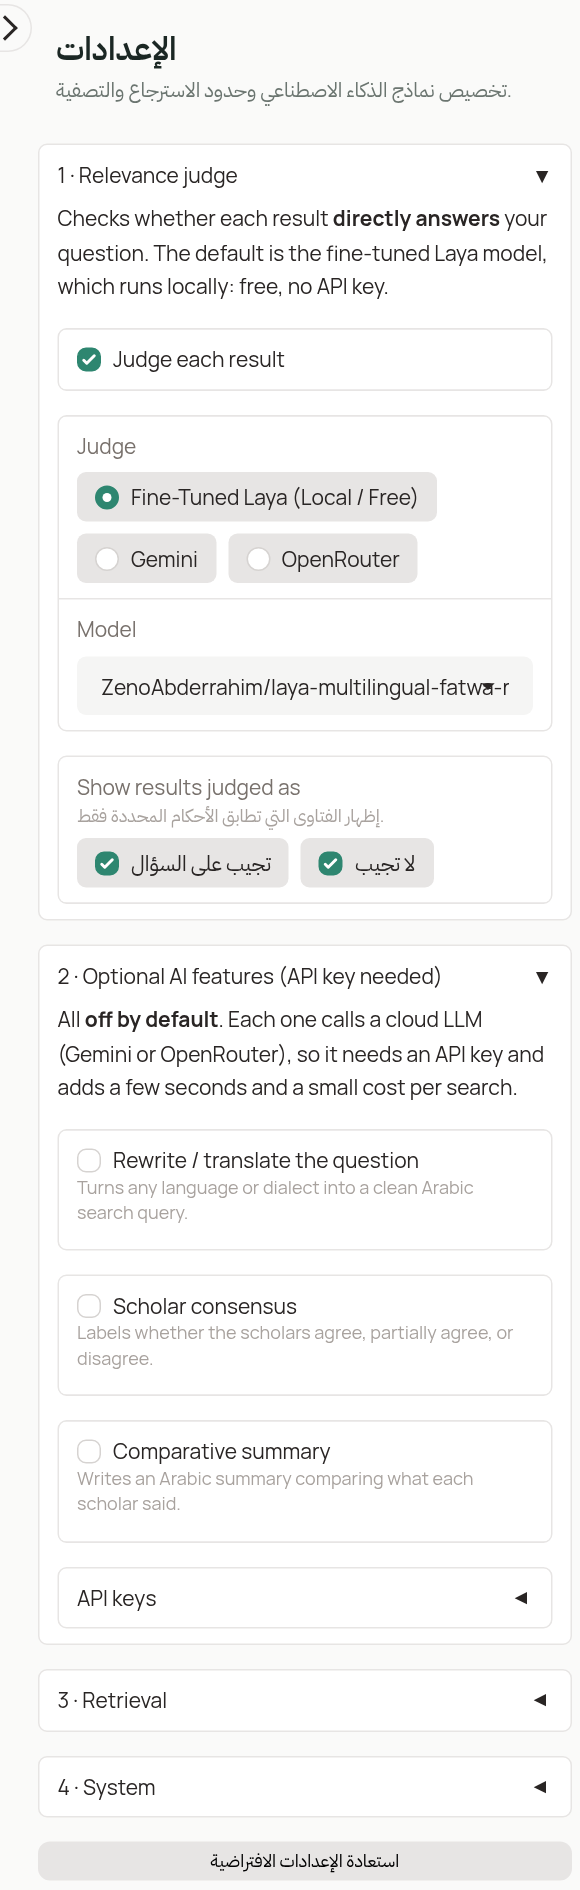 الإعدادات
تخصيص نماذج الذكاء الاصطناعي وحدود الاسترجاع والتصفية.
1 · Relevance judge
Checks whether each result directly answers your
question. The default is the fine-tuned Laya model,
which runs locally: free, no API key.
Judge each result
Judge
Fine-Tuned Laya (Local / Free)
Gemini OpenRouter
Model
ZenoAbderrahim/laya-multilingual-fatwa-r
Show results judged as
إظهار الفتاوى التي تطابق الأحكام المحددة فقط.
تجيب على السؤال لا تجيب
2 · Optional AI features (API key needed)
All off by default. Each one calls a cloud LLM
(Gemini or OpenRouter), so it needs an API key and
adds a few seconds and a small cost per search.
Rewrite / translate the question
Turns any language or dialect into a clean Arabic
search query.
Scholar consensus
Labels whether the scholars agree, partially agree, or
disagree.
Comparative summary
Writes an Arabic summary comparing what each
scholar said.
API keys
3 · Retrieval
4 · System
استعادة الإعدادات الافتراضية